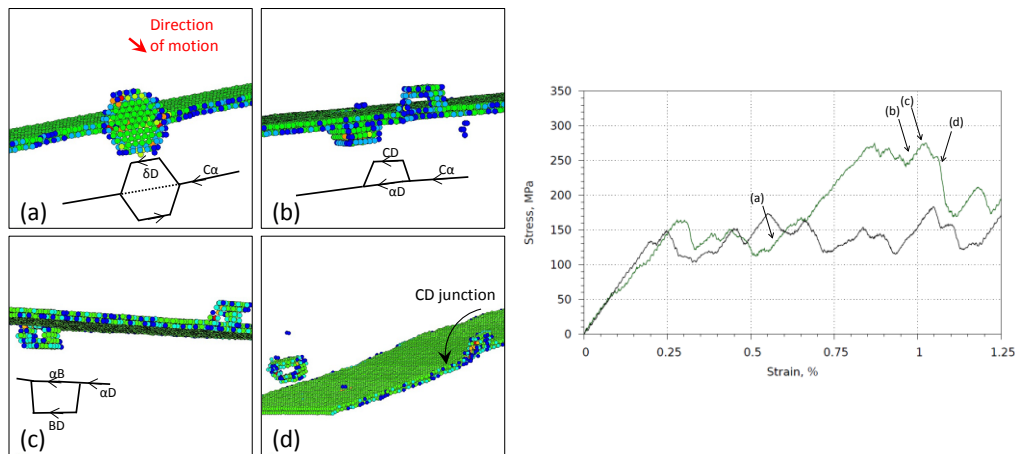 Direction
of motion
δD
Cα
(a)
CD
αD
Cα
(b)
αB
αD
BD
(c)
CD junction
(d)
350
300
250
200
150
100
50
0
Stress, MPa
(a)
(b)
(c)
(d)
0
0.25
0.5
0.75
1
1.25
Strain, %